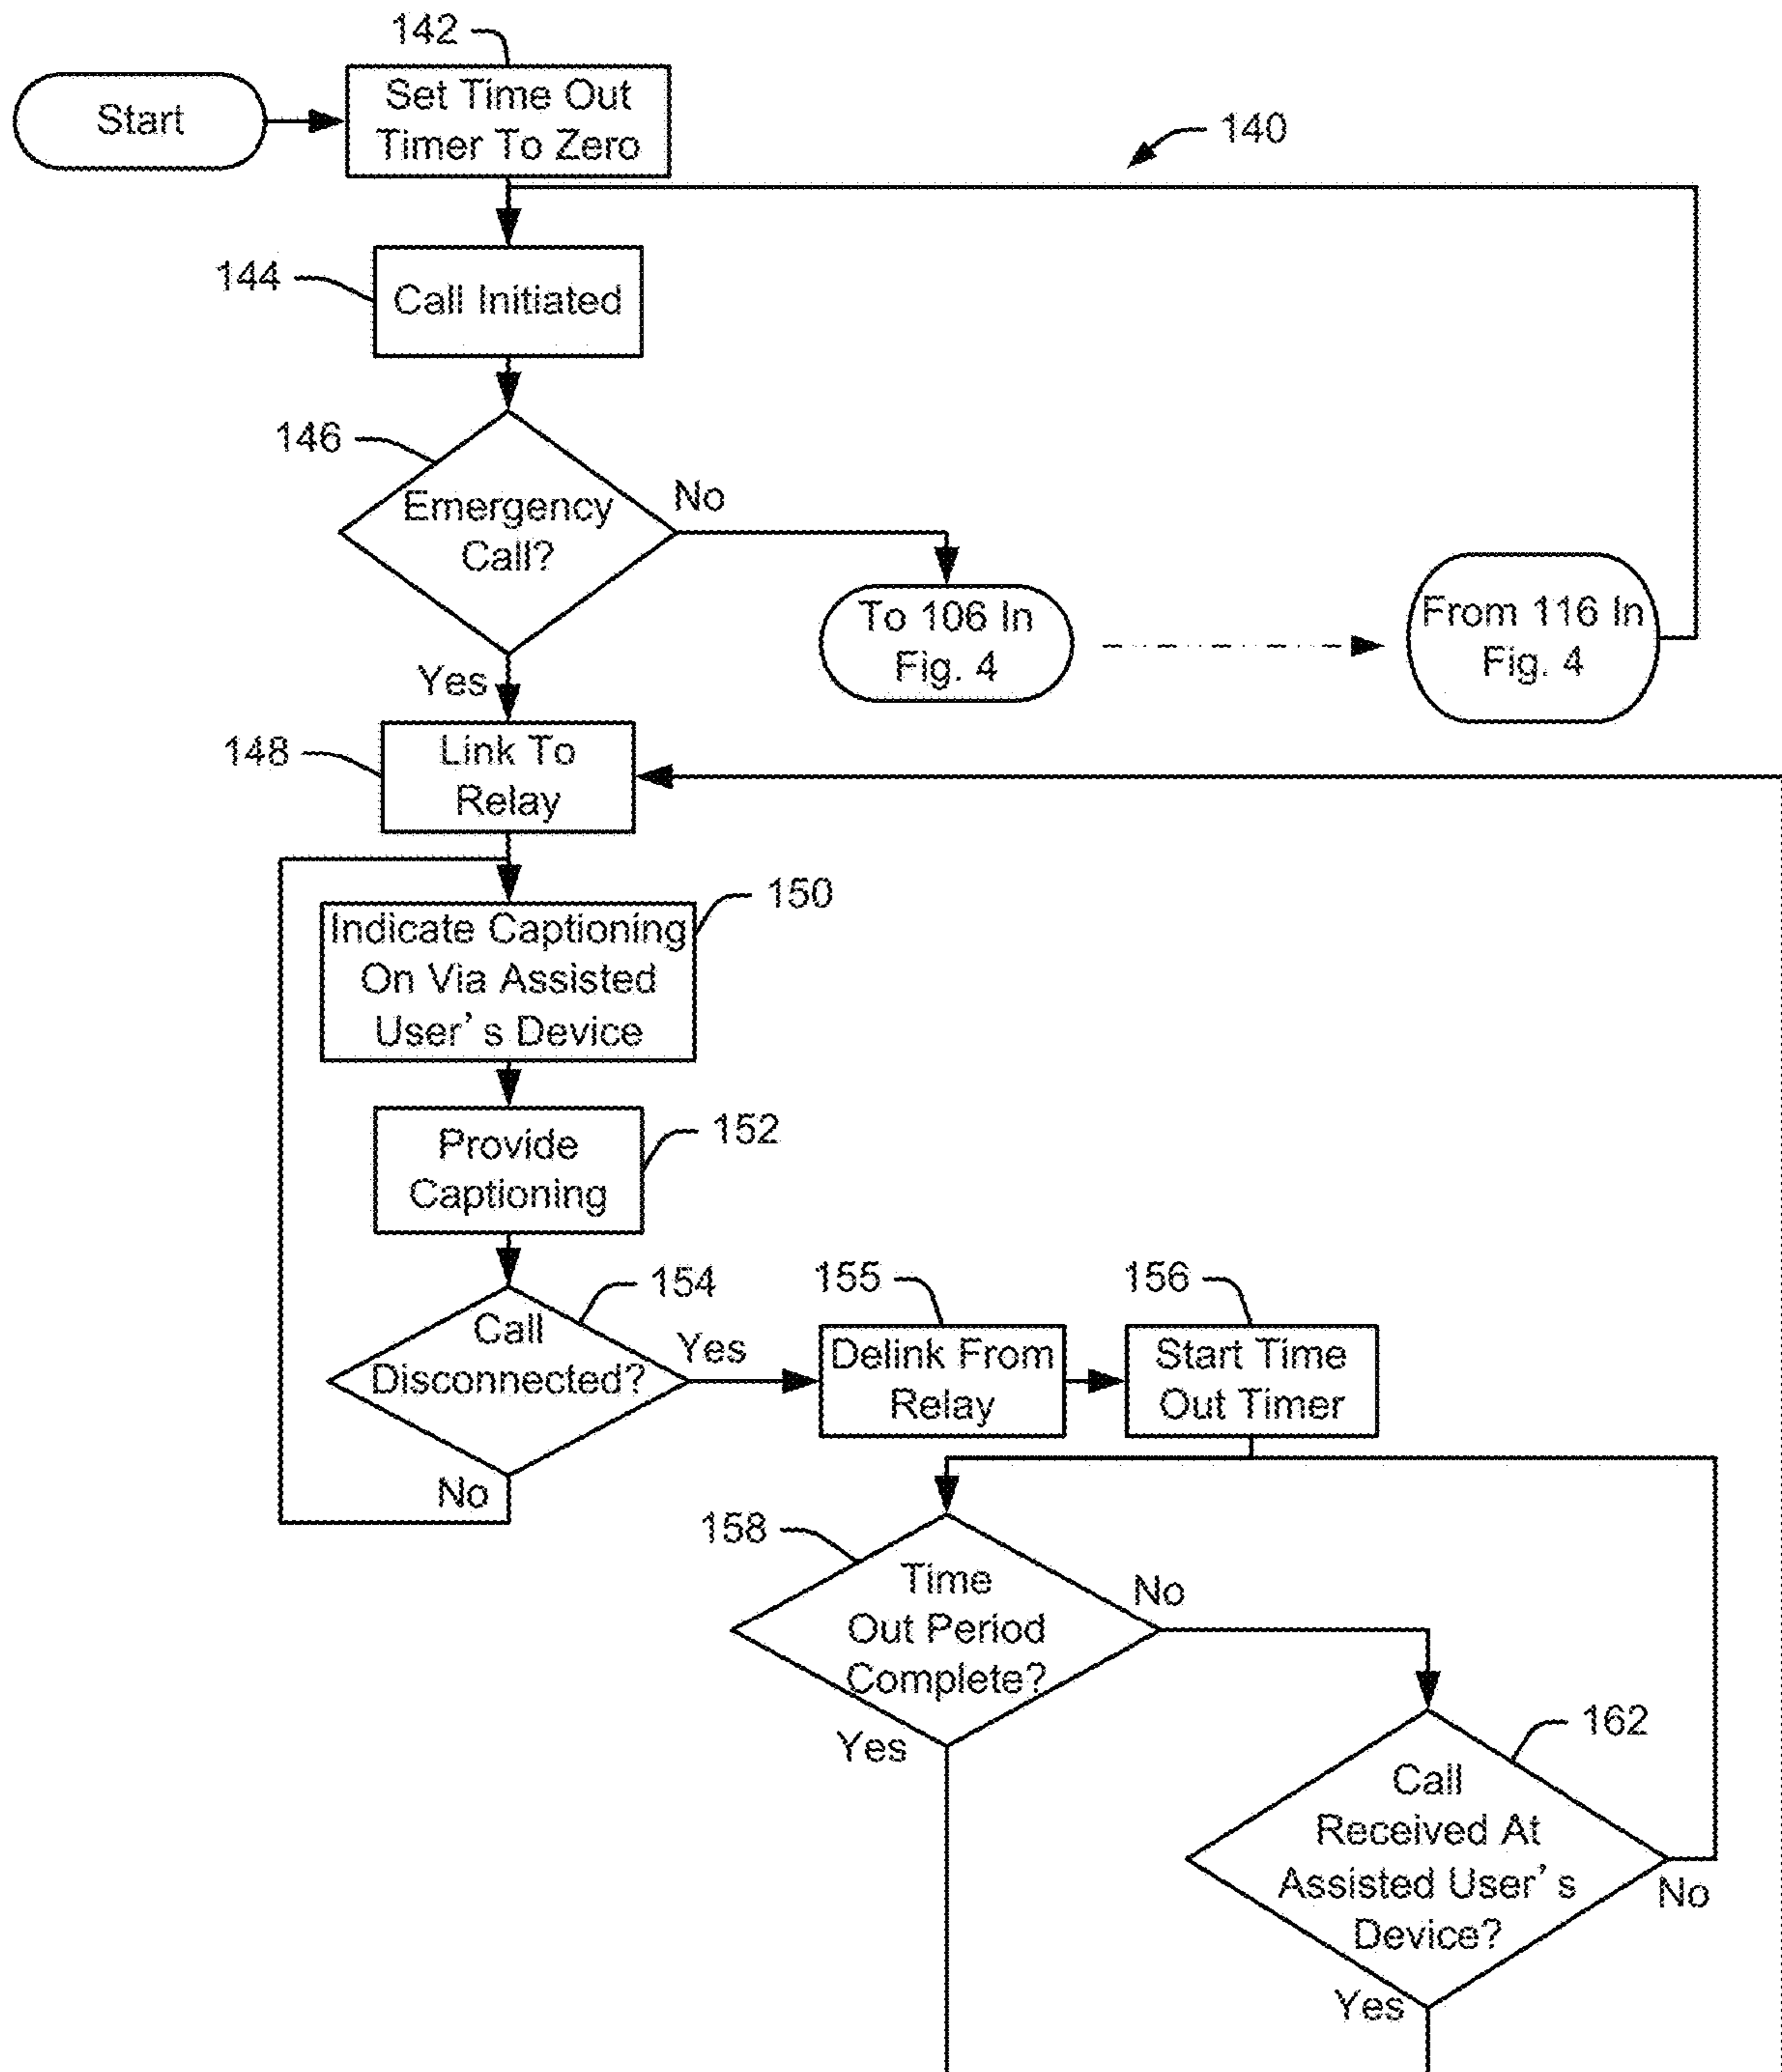 142
Start
Set Time Out
Timer To Zero
140
144
Call Initiated
146
Emergency
Call?
No
To 106 In
Fig. 4
From 116 In
Fig. 4
Yes
148
Link To
Relay
150
Indicate Captioning
On Via Assisted
User's Device
152
Provide
Captioning
154
Call
Disconnected?
Yes
No
155
Delink From
Relay
156
Start Time
Out Timer
158
Time
Out Period
Complete?
No
Yes
162
Call
Received At
Assisted User's
Device?
No
Yes